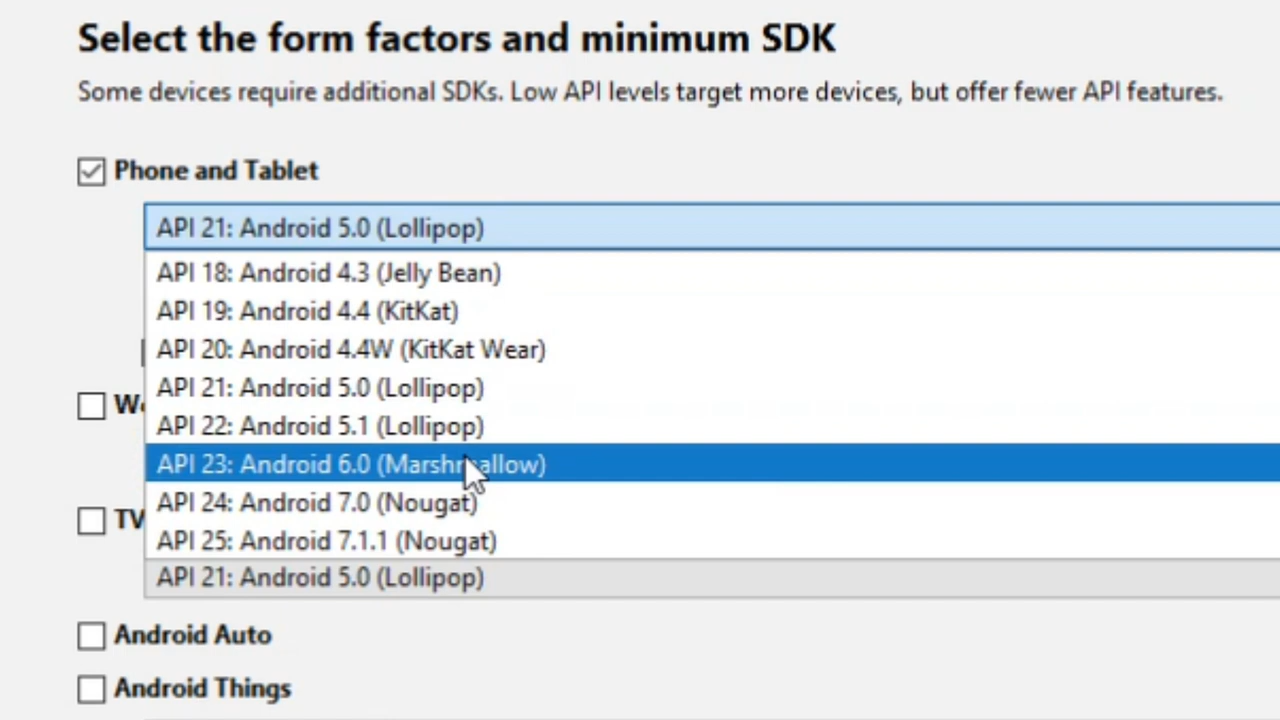 Select the form factors and minimum SDK
Some devices require additional SDKs. Low API levels target more devices, but offer fewer API features.
Phone and Tablet
API 21: Android 5.0 (Lollipop)
API 18: Android 4.3 (Jelly Bean)
API 19: Android 4.4 (KitKat)
API 20: Android 4.4W (KitKat Wear)
API 21: Android 5.0 (Lollipop)
API 22: Android 5.1 (Lollipop)
API 23: Android 6.0 (Marshmallow)
API 24: Android 7.0 (Nougat)
TV
API 25: Android 7.1.1 (Nougat)
API 21: Android 5.0 (Lollipop)
Android Auto
Android Things